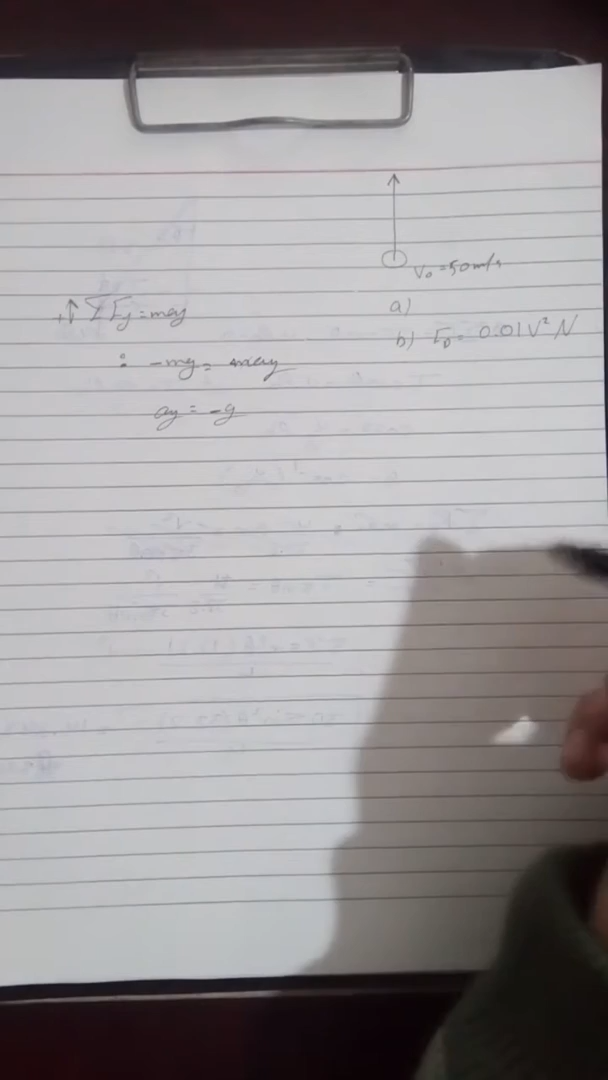 V₀ = 50 m/s
a)
b) F_D = 0.01V² N
+↑ ΣFy = may
∴ -mg = may
ay = -g